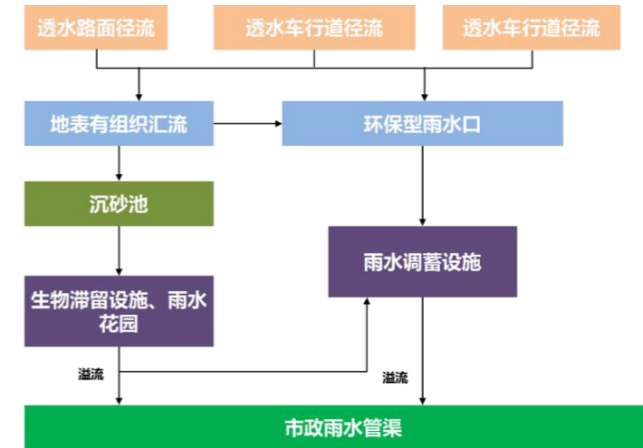 透水路面径流
透水车行道径流
透水车行道径流
地表有组织汇流
环保型雨水口
沉砂池
雨水调蓄设施
生物滞留设施、雨水
花园
溢流
溢流
市政雨水管渠